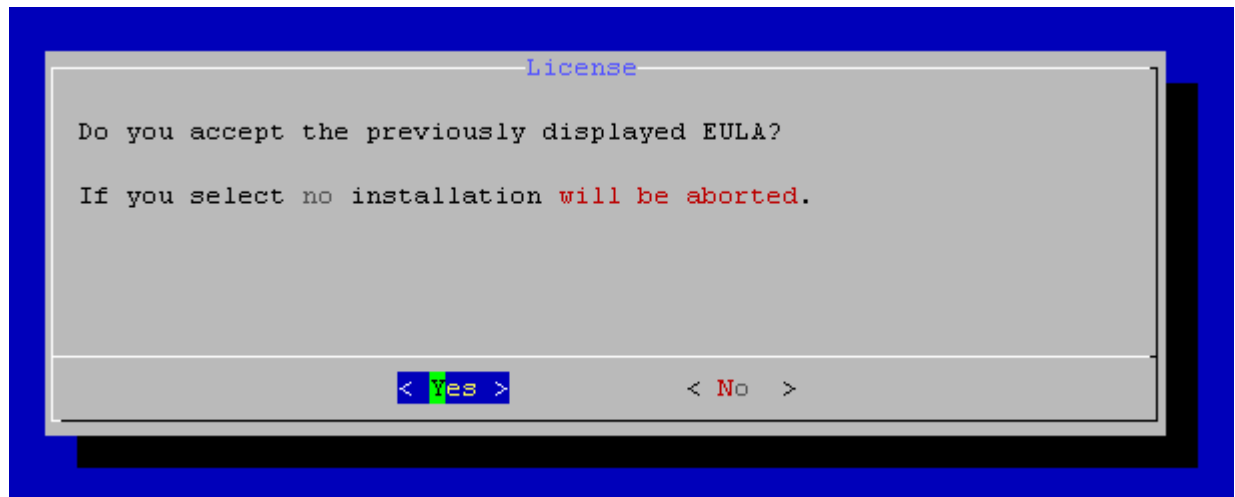 License
Do you accept the previously displayed EULA?
If you select no installation will be aborted.
< Yes > < No >